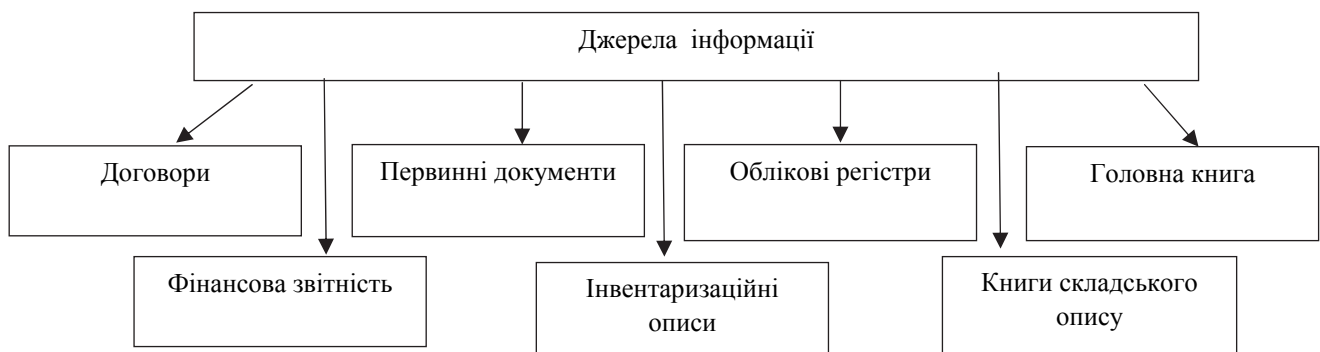 Джерела інформації
Договори
Первинні документи
Облікові регістри
Головна книга
Фінансова звітність
Інвентаризаційні
описи
Книги складського
опису